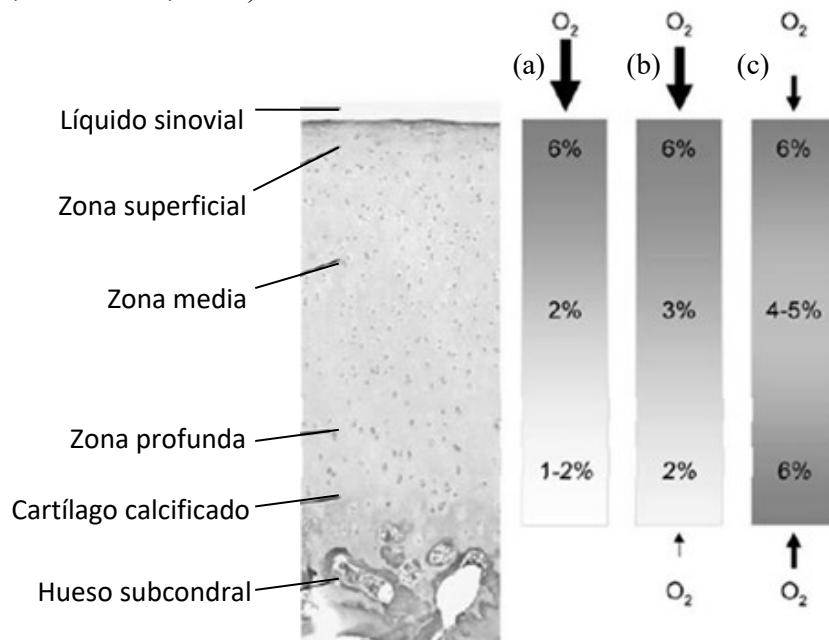 O₂ O₂ O₂
(a) (b) (c)
Líquido sinovial
6% 6% 6%
Zona superficial
Zona media
2% 3% 4-5%
Zona profunda
1-2% 2% 6%
Cartílago calcificado
Hueso subcondral
O₂ O₂